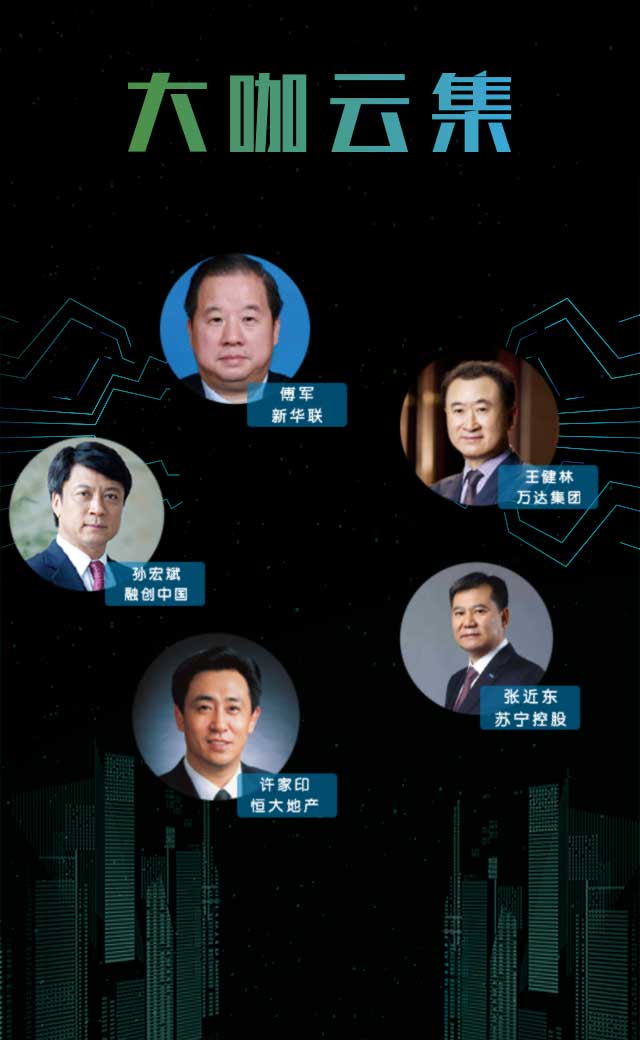 大咖云集
傅军
新华联
王健林
万达集团
孙宏斌
融创中国
张近东
苏宁控股
许家印
恒大地产